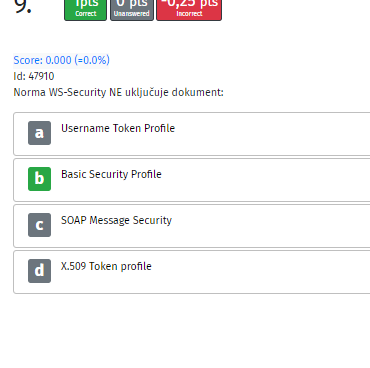 9.
1pts
Correct
0 pts
Unanswered
-0,25 pts
Incorrect
Score: 0.000 (=0.0%)
Id: 47910
Norma WS-Security NE uključuje dokument:
a Username Token Profile
b Basic Security Profile
c SOAP Message Security
d X.509 Token profile